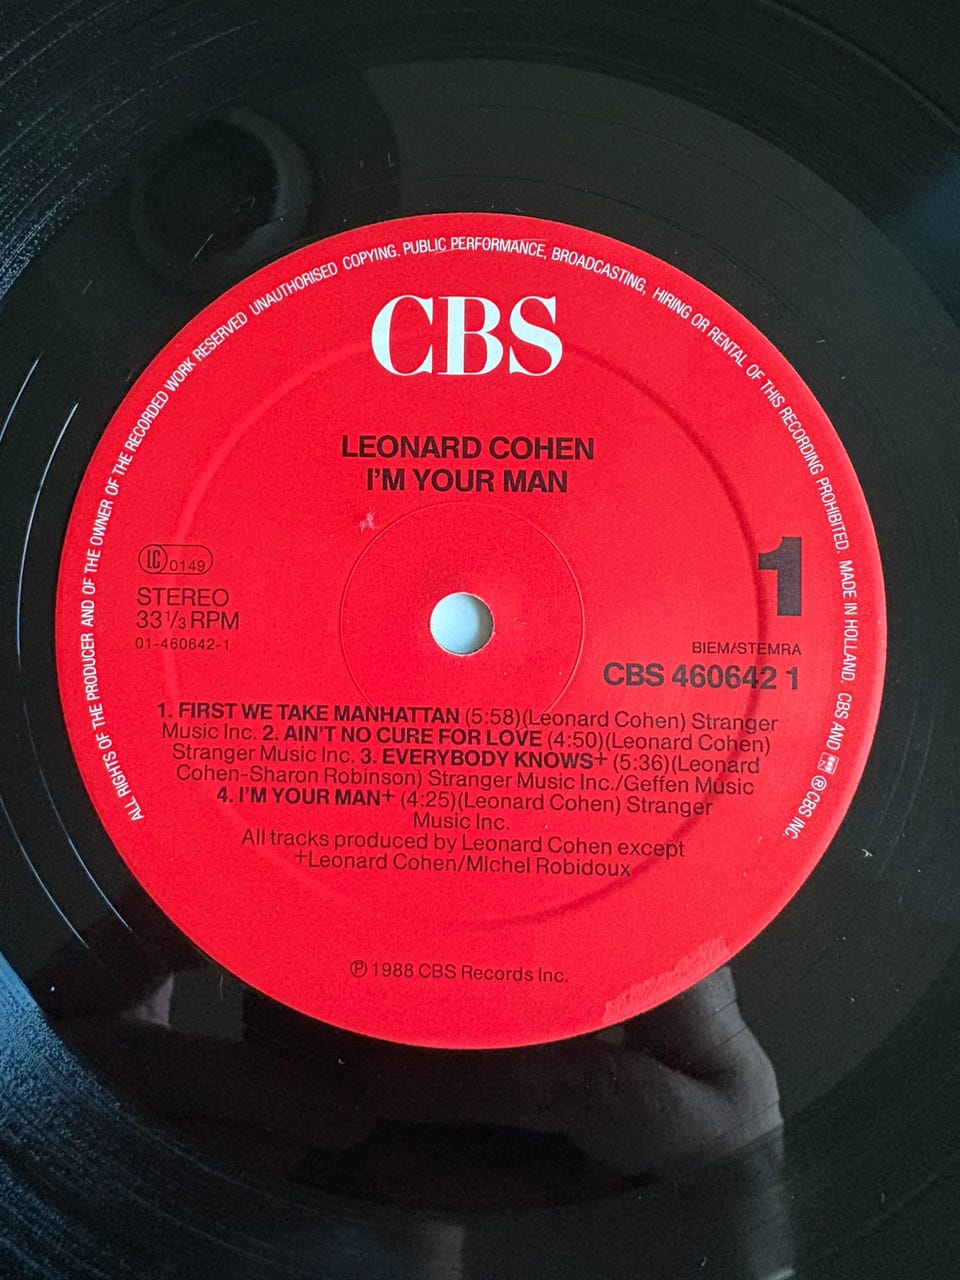 ALL RIGHTS OF THE PRODUCER AND OF THE OWNER OF THE RECORDED WORK RESERVED UNAUTHORISED COPYING, PUBLIC PERFORMANCE, BROADCASTING, HIRING OR RENTAL OF THIS RECORDING PROHIBITED. MADE IN HOLLAND. CBS AND ® CBS INC.
CBS
LEONARD COHEN
I'M YOUR MAN
LC 0149
STEREO
33 1/3 RPM
01-460642-1
1
BIEM/STEMRA
CBS 460642 1
1. FIRST WE TAKE MANHATTAN (5:58)(Leonard Cohen) Stranger
Music Inc. 2. AIN'T NO CURE FOR LOVE (4:50)(Leonard Cohen)
Stranger Music Inc. 3. EVERYBODY KNOWS+ (5:36)(Leonard
Cohen-Sharon Robinson) Stranger Music Inc./Geffen Music
4. I'M YOUR MAN+ (4:25)(Leonard Cohen) Stranger
Music Inc.
All tracks produced by Leonard Cohen except
+Leonard Cohen/Michel Robidoux
℗ 1988 CBS Records Inc.